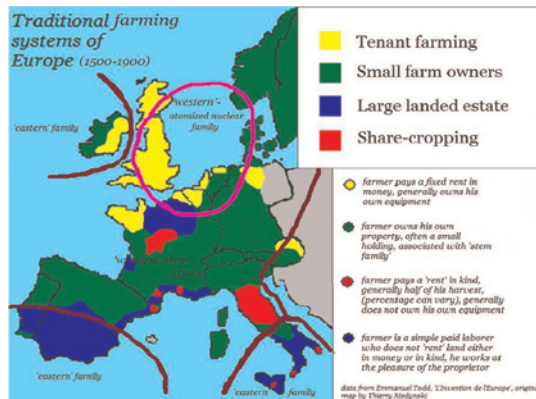 Traditional farming
systems of
Europe (1500-1900)
Tenant farming
Small farm owners
Large landed estate
Share-cropping
'western'-
atomized nuclear
family
'eastern' family
farmer pays a fixed rent in
money, generally owns his
own equipment
farmer owns his own
property, often a small
holding, associated with 'stem
family'
farmer pays a 'rent' in kind,
generally half of his harvest,
(percentage can vary), generally
does not own his own equipment
farmer is a simple paid laborer
who does not 'rent' land either
in money or in kind, he works at
the pleasure of the proprietor
'eastern' family
'eastern' family
data from Emmanuel Todd, 'L'Invention de l'Europe', origina
map by Thierry